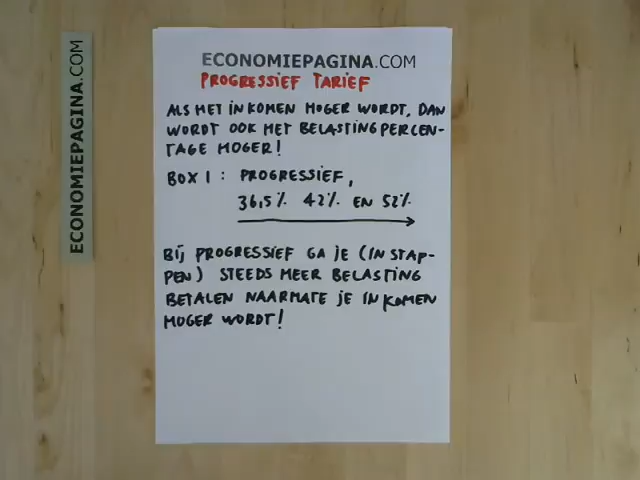 ECONOMIEPAGINA.COM
ECONOMIEPAGINA.COM
PROGRESSIEF TARIEF
ALS HET INKOMEN HOGER WORDT, DAN
WORDT OOK HET BELASTINGPERCEN-
TAGE HOGER!
BOX 1 : PROGRESSIEF,
36,5% 42% EN 52%
BIJ PROGRESSIEF GA JE (IN STAP-
PEN) STEEDS MEER BELASTING
BETALEN NAARMATE JE INKOMEN
HOGER WORDT!